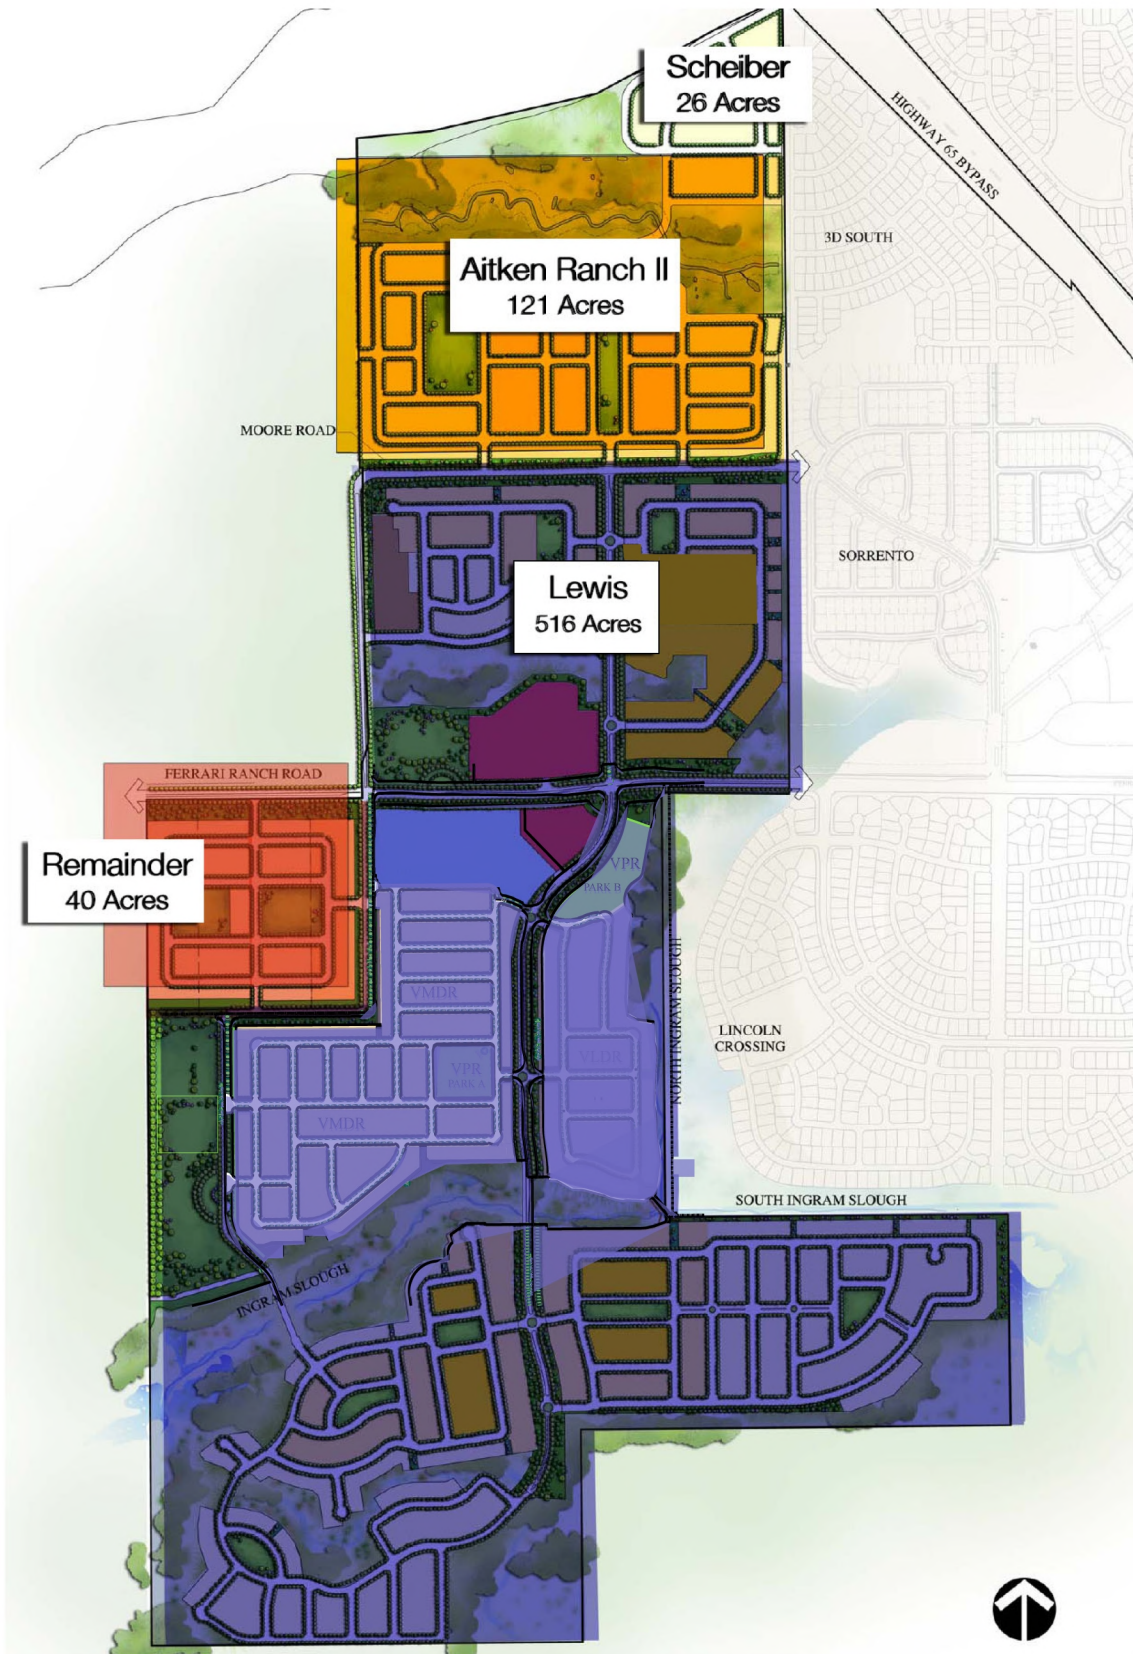 Scheiber
26 Acres
HIGHWAY 65 BYPASS
3D SOUTH
Aitken Ranch II
121 Acres
MOORE ROAD
SORRENTO
Lewis
516 Acres
FERRARI RANCH ROAD
Remainder
40 Acres
VPR
PARK B
VMDR
NORTH INGRAM SLOUGH
LINCOLN
CROSSING
VLDR
VPR
PARK A
VMDR
SOUTH INGRAM SLOUGH
INGRAM SLOUGH